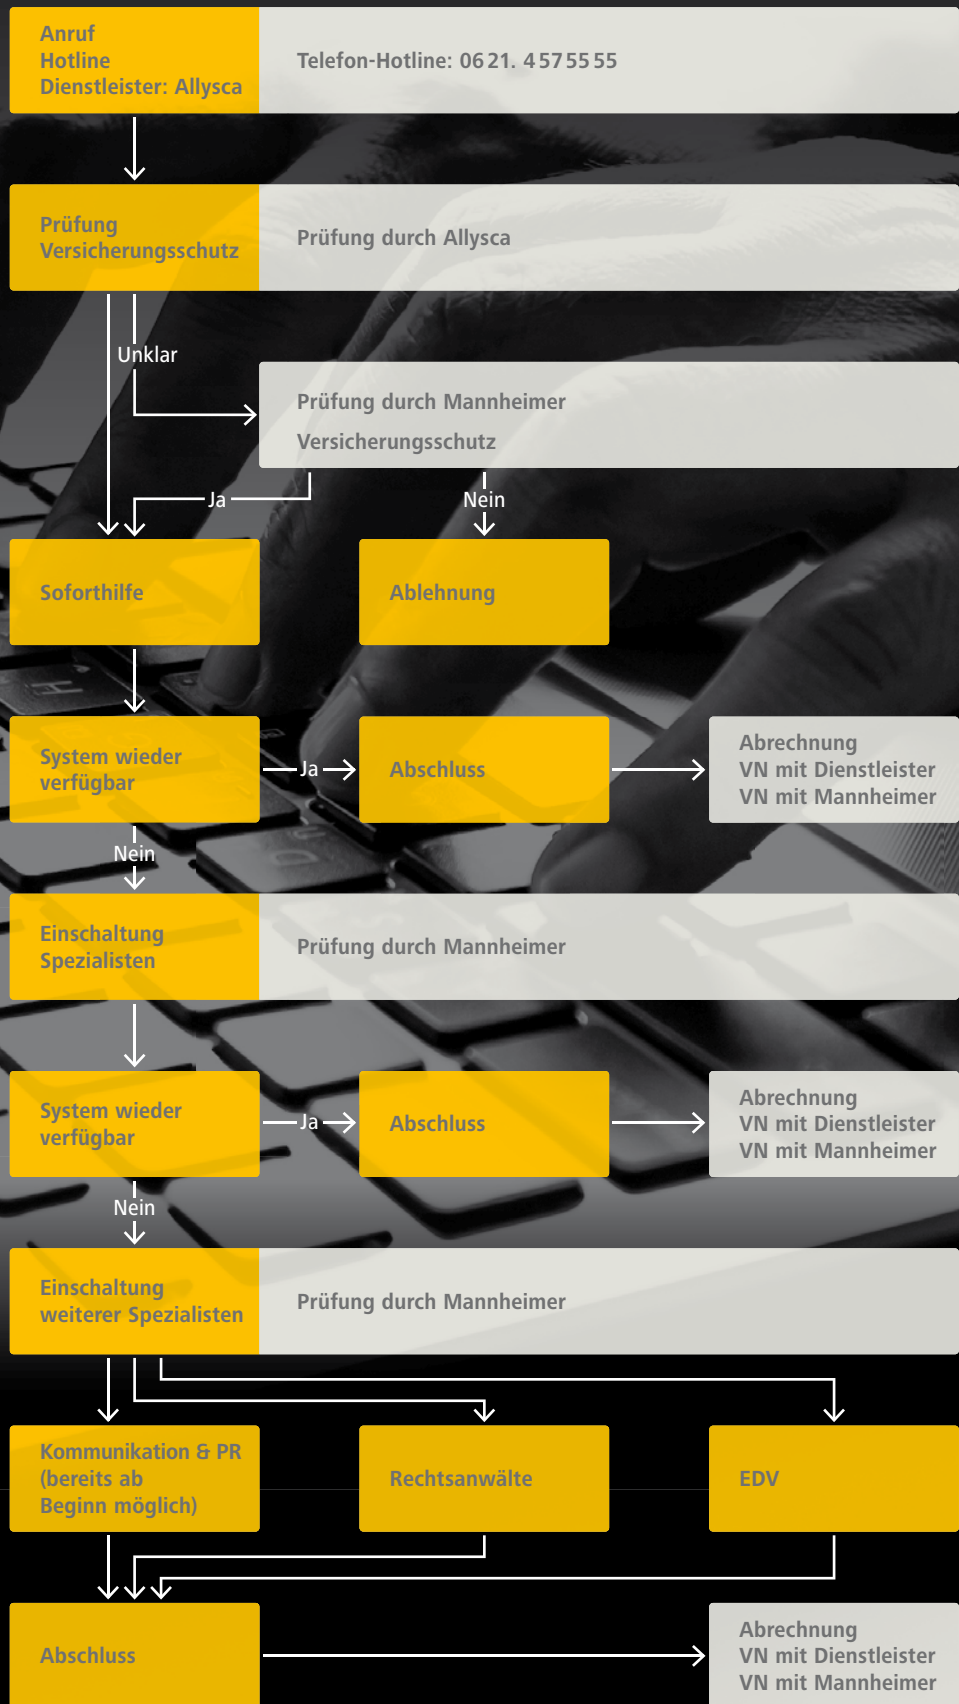 Anruf
Hotline
Dienstleister: Allysca
Telefon-Hotline: 06 21. 4 57 55 55
Prüfung
Versicherungsschutz
Prüfung durch Allysca
Unklar
Prüfung durch Mannheimer
Versicherungsschutz
Ja
Nein
Soforthilfe
Ablehnung
System wieder
verfügbar
Ja
Abschluss
Abrechnung
VN mit Dienstleister
VN mit Mannheimer
Nein
Einschaltung
Spezialisten
Prüfung durch Mannheimer
System wieder
verfügbar
Ja
Abschluss
Abrechnung
VN mit Dienstleister
VN mit Mannheimer
Nein
Einschaltung
weiterer Spezialisten
Prüfung durch Mannheimer
Kommunikation & PR
(bereits ab
Beginn möglich)
Rechtsanwälte
EDV
Abschluss
Abrechnung
VN mit Dienstleister
VN mit Mannheimer